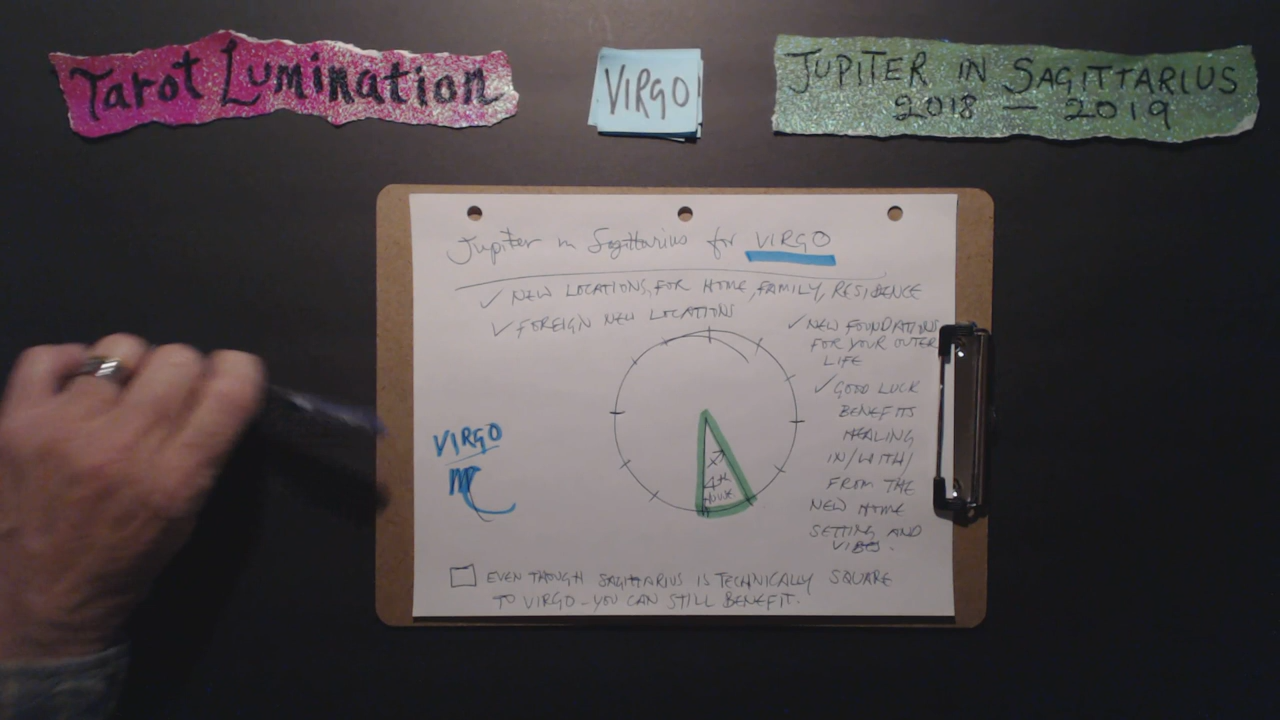 Tarot Lumination
VIRGO
JUPITER IN SAGITTARIUS
2018 — 2019
Jupiter in Sagittarius for VIRGO
✓ NEW LOCATIONS, FOR HOME, FAMILY, RESIDENCE
✓ FOREIGN NEW LOCATIONS
✓ NEW FOUNDATIONS
FOR YOUR OUTER
LIFE
✓ GOOD LUCK
BENEFITS
HEALING
IN/WITH/
FROM THE
NEW HOME
SETTING AND
VIBES.
VIRGO
♍
♐
4th
HOUSE
EVEN THOUGH SAGITTARIUS IS TECHNICALLY SQUARE
TO VIRGO - YOU CAN STILL BENEFIT.